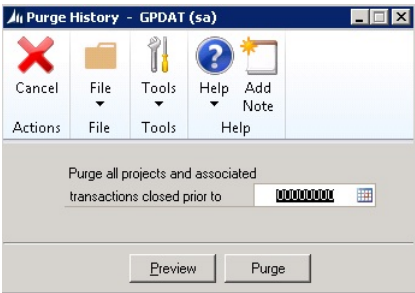 Purge History - GPDAT (sa)
Cancel File Tools Help Add Note
Actions File Tools Help
Purge all projects and associated
transactions closed prior to 00000000
Preview Purge